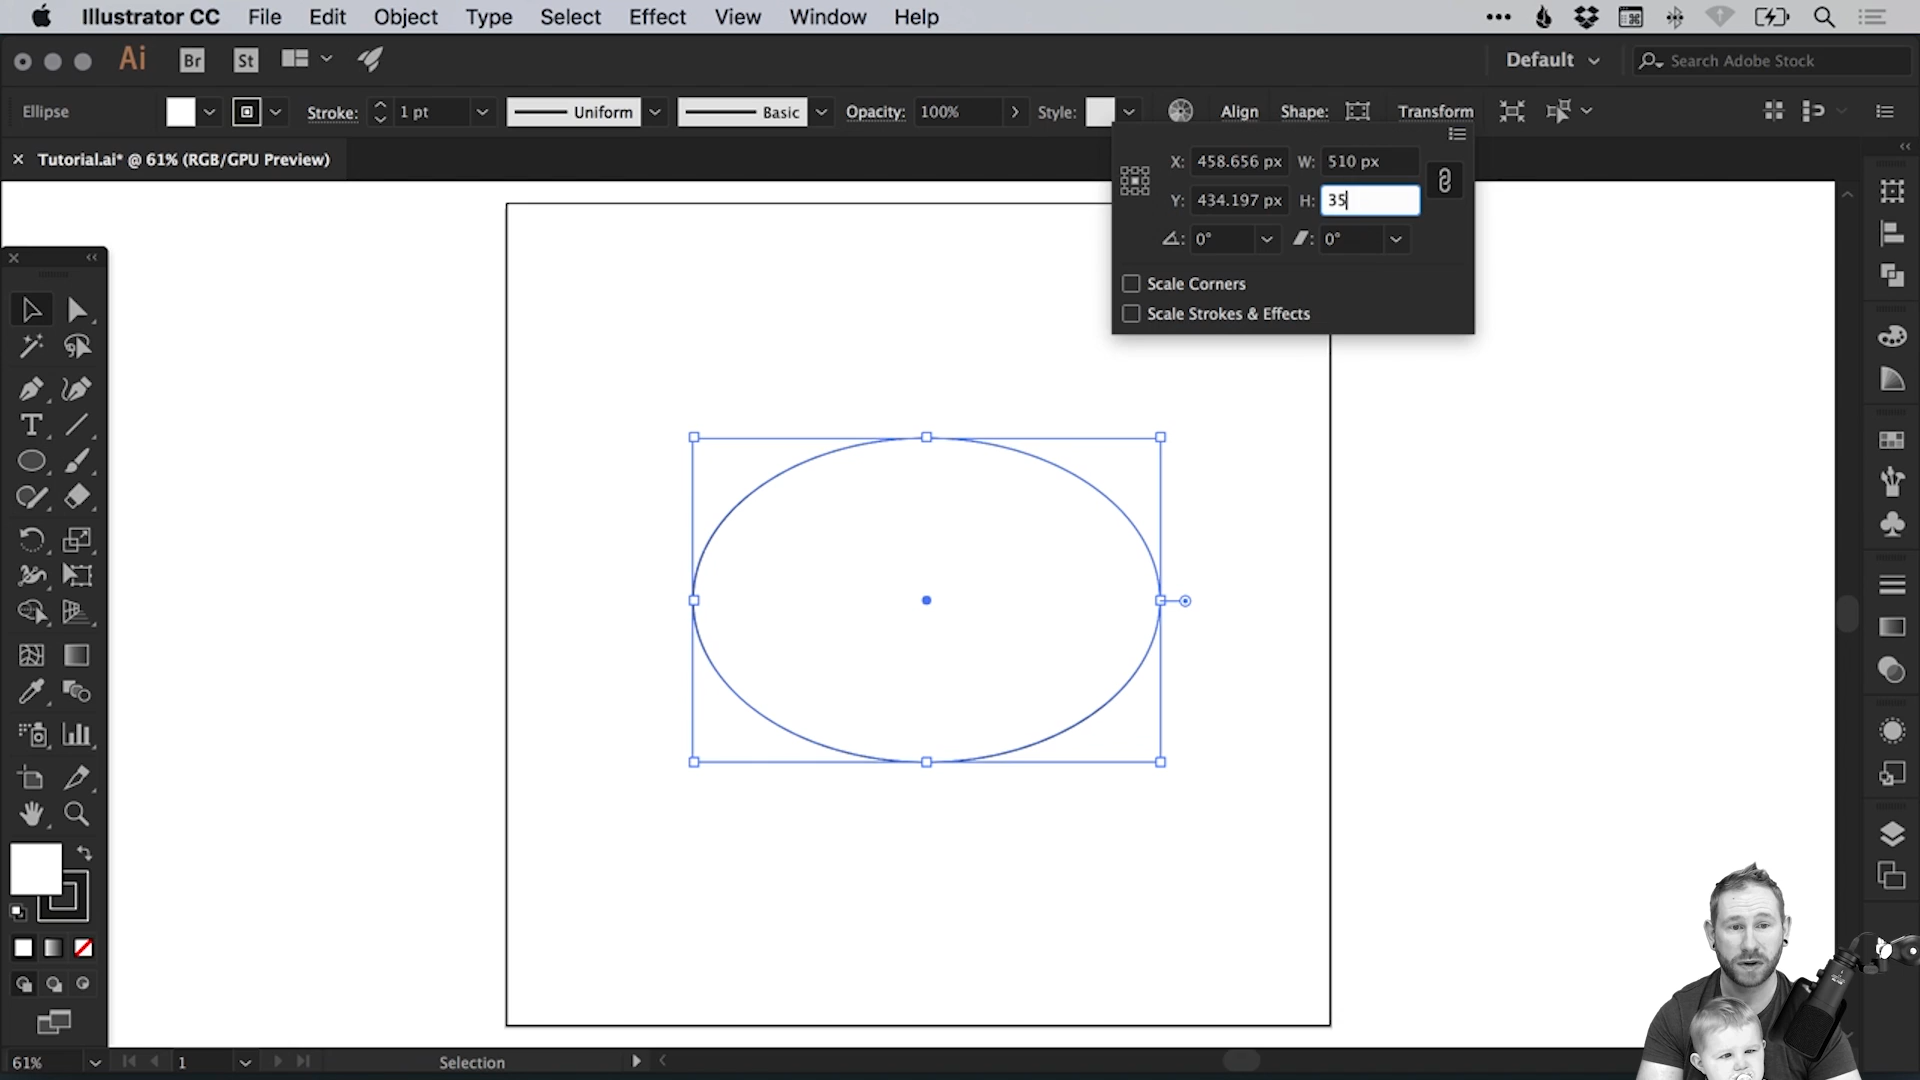 Illustrator CC File Edit Object Type Select Effect View Window Help
Ai Br St Default Search Adobe Stock
Ellipse Stroke: 1 pt Uniform Basic Opacity: 100% Style: Align Shape: Transform
× Tutorial.ai* @ 61% (RGB/GPU Preview)
X: 458.656 px W: 510 px
Y: 434.197 px H: 35
0° 0°
Scale Corners
Scale Strokes & Effects
61% 1 Selection